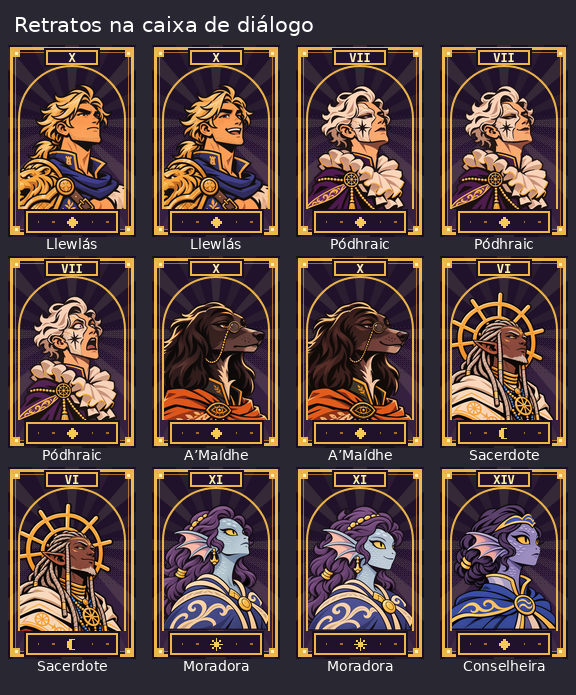 Retratos na caixa de diálogo
X X VII VII
Llewlás Llewlás Pódhraic Pódhraic
VII X X VI
Pódhraic A’Maídhe A’Maídhe Sacerdote
VI XI XI XIV
Sacerdote Moradora Moradora Conselheira